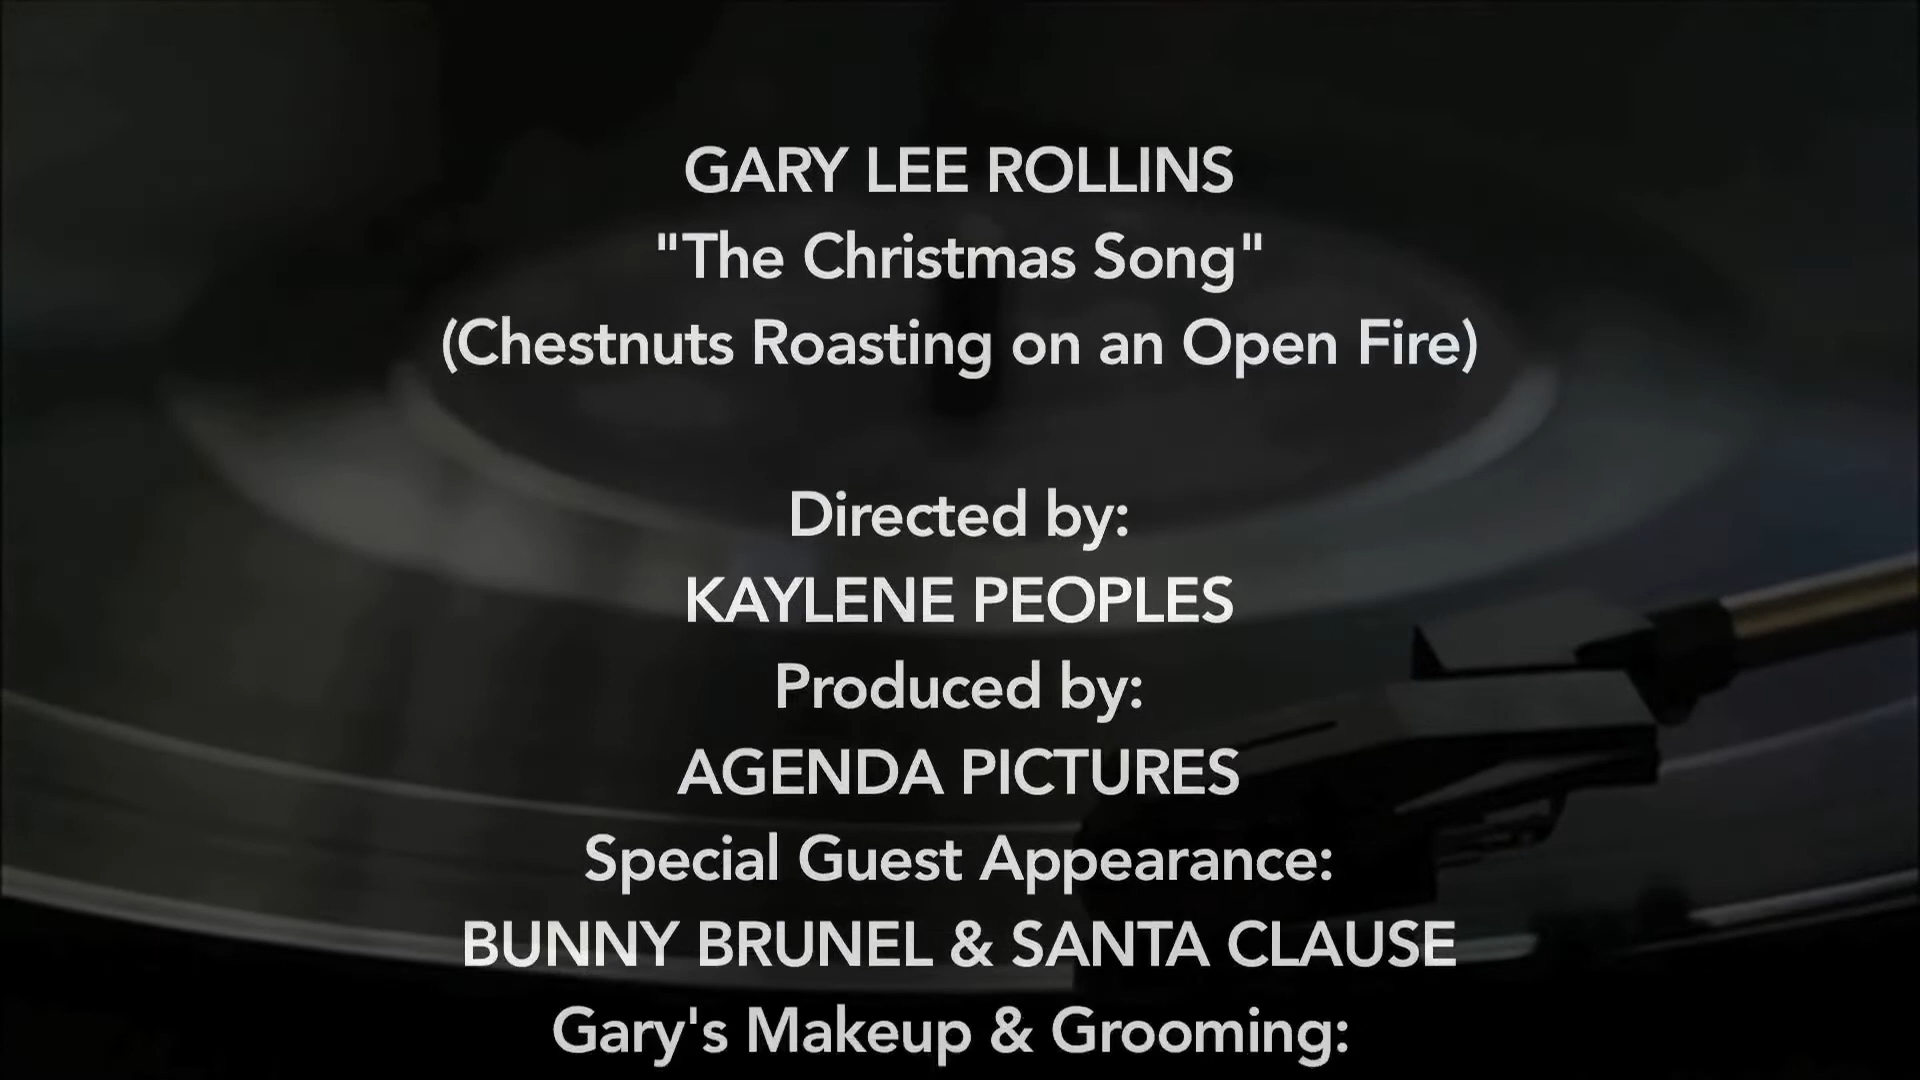 GARY LEE ROLLINS
"The Christmas Song"
(Chestnuts Roasting on an Open Fire)
Directed by:
KAYLENE PEOPLES
Produced by:
AGENDA PICTURES
Special Guest Appearance:
BUNNY BRUNEL & SANTA CLAUSE
Gary's Makeup & Grooming: